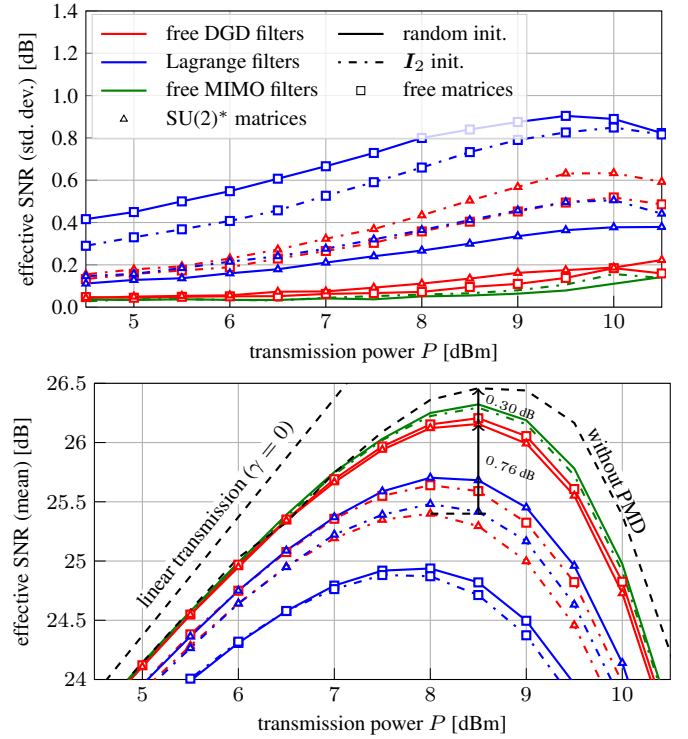 1.4
1.2
1.0
0.8
0.6
0.4
0.2
0.0
effective SNR (std. dev.) [dB]
free DGD filters
Lagrange filters
free MIMO filters
SU(2)* matrices
random init.
I₂ init.
free matrices
5 6 7 8 9 10
transmission power P [dBm]
26.5
26
25.5
25
24.5
24
effective SNR (mean) [dB]
linear transmission (γ = 0)
0.30 dB
0.76 dB
without PMD
5 6 7 8 9 10
transmission power P [dBm]